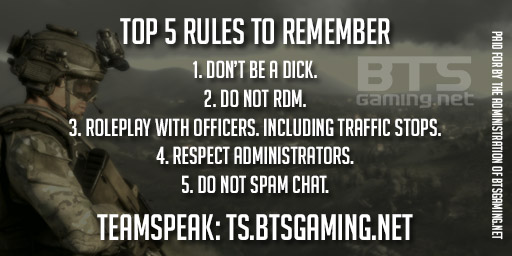 TOP 5 RULES TO REMEMBER
1. DON'T BE A DICK.
2. DO NOT RDM.
3. ROLEPLAY WITH OFFICERS. INCLUDING TRAFFIC STOPS.
4. RESPECT ADMINISTRATORS.
5. DO NOT SPAM CHAT.
TEAMSPEAK: TS.BTSGAMING.NET
BTS
gaming.net
PAID FOR BY THE ADMINISTRATION OF BTSGAMING.NET